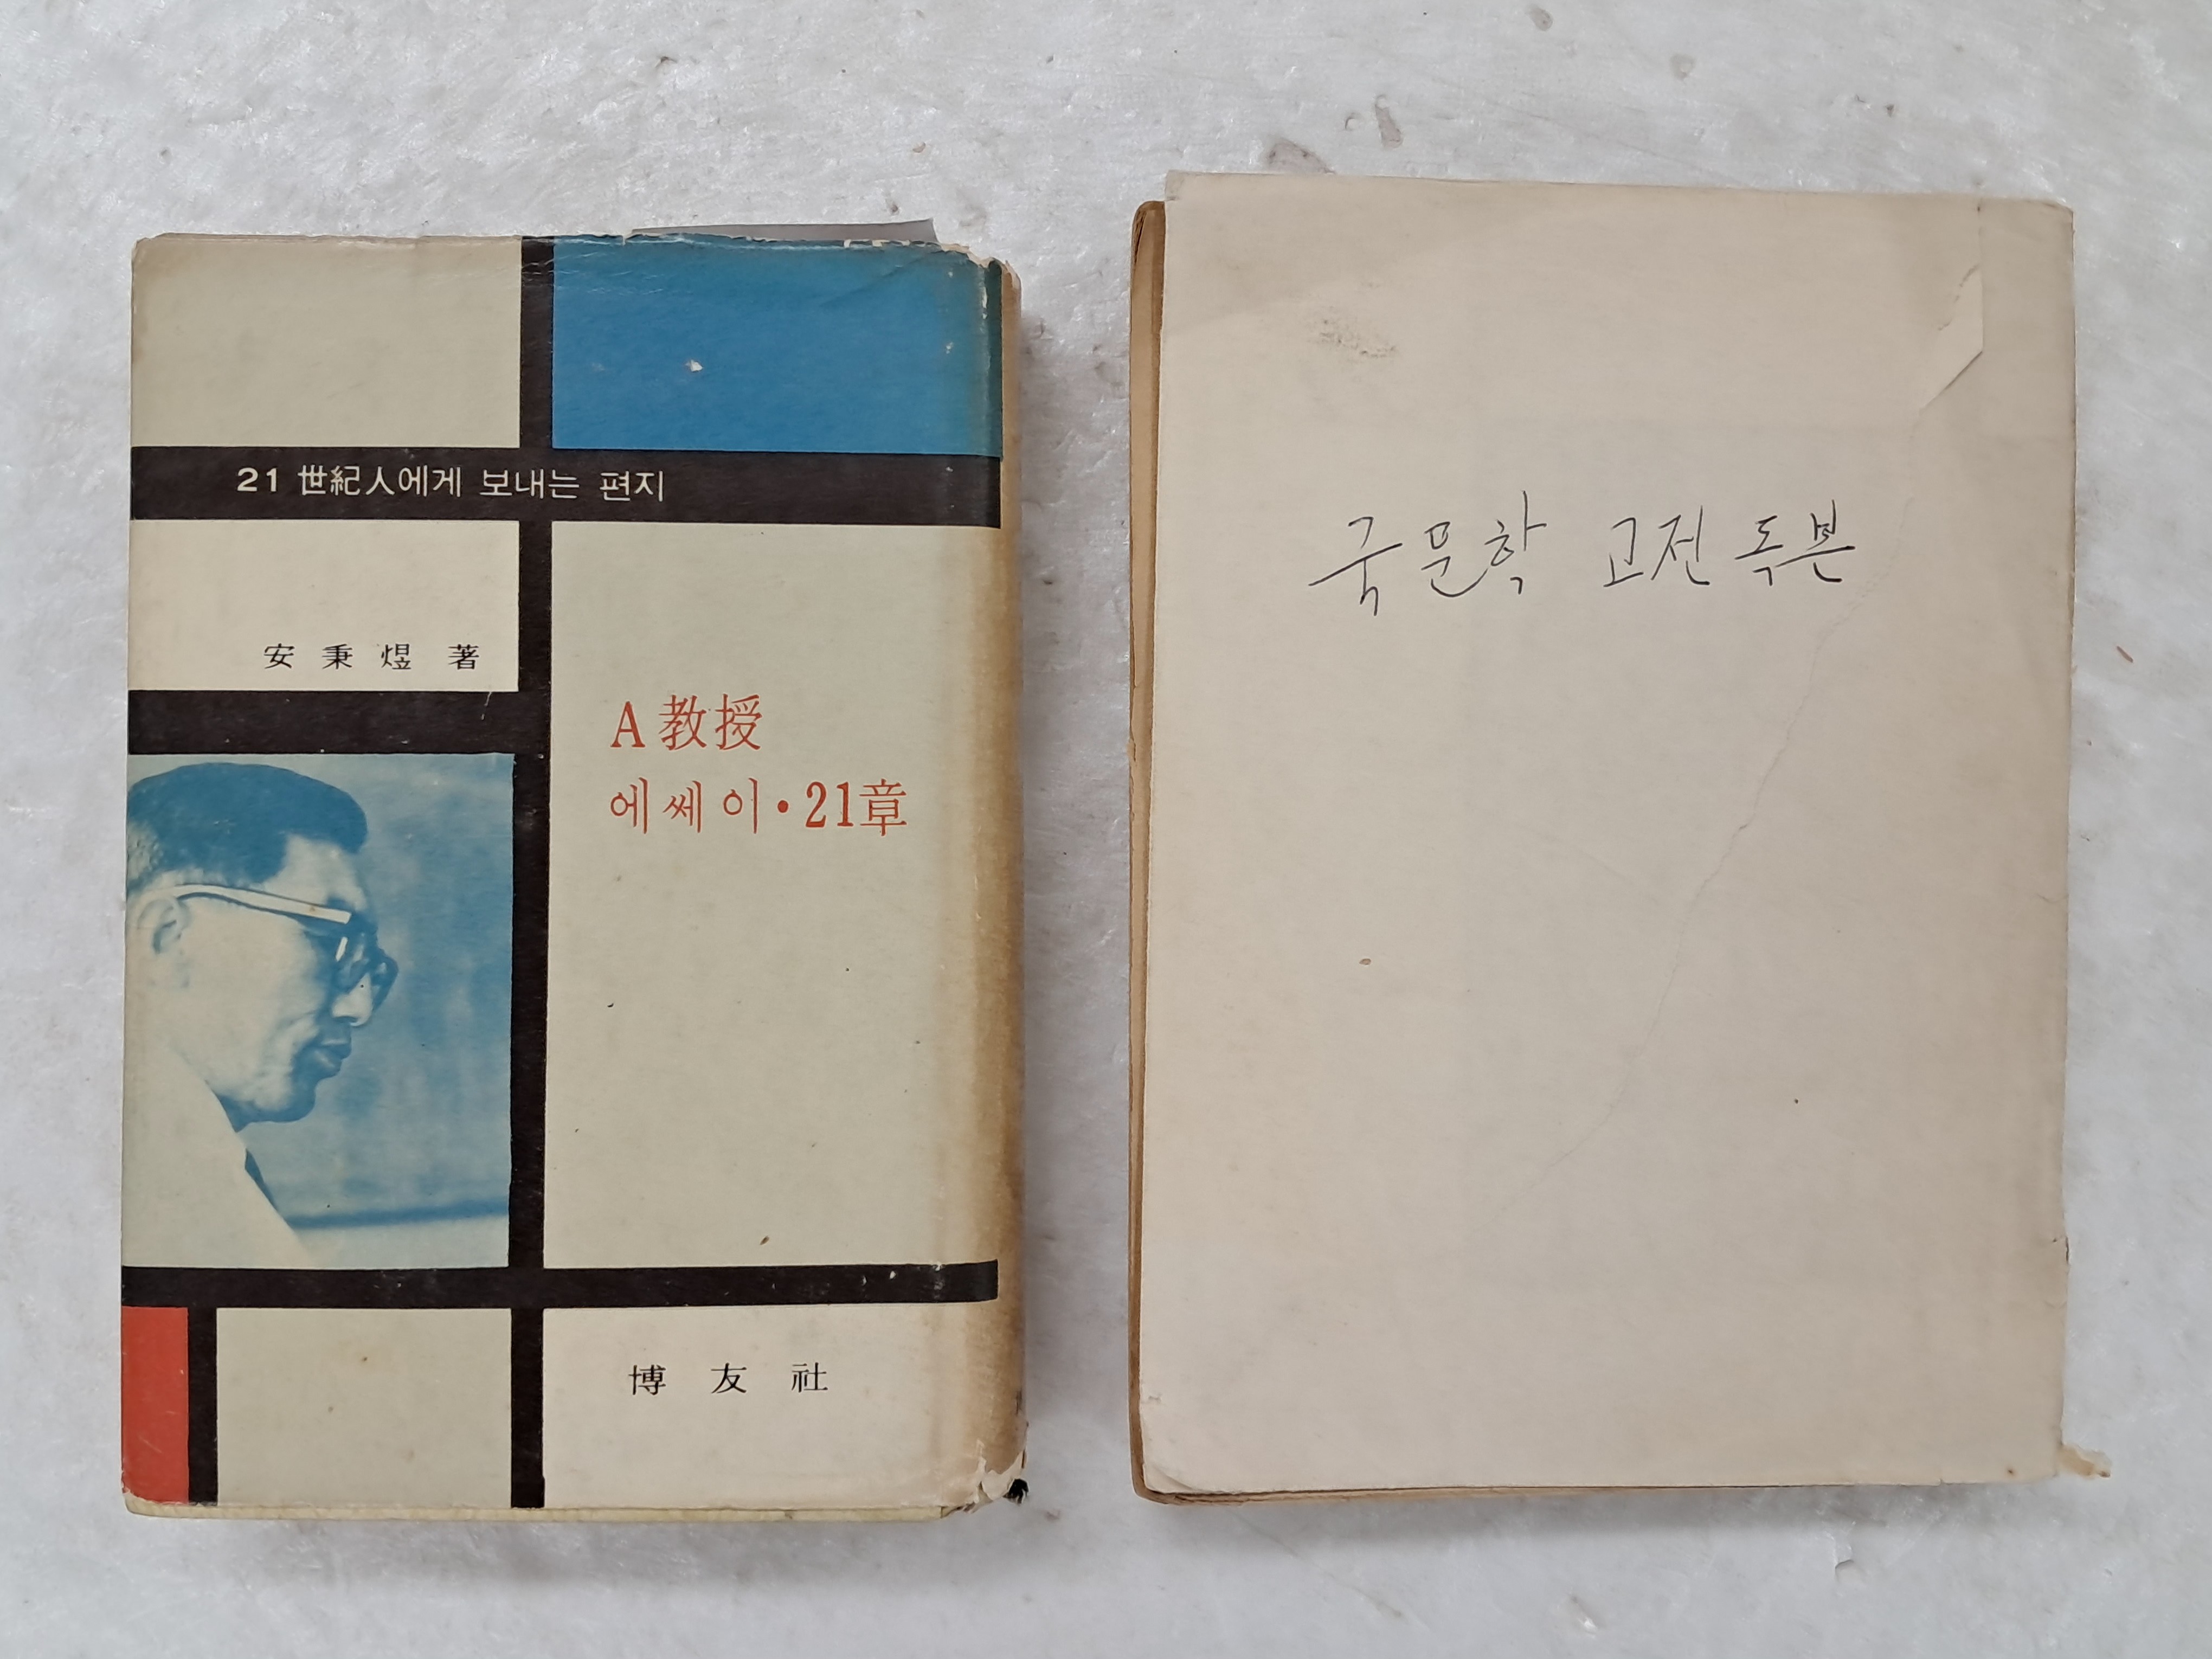 21 世紀人에게 보내는 편지
安秉煜 著
A 教授
에쎄이·21章
博友社
국문학 고전독본